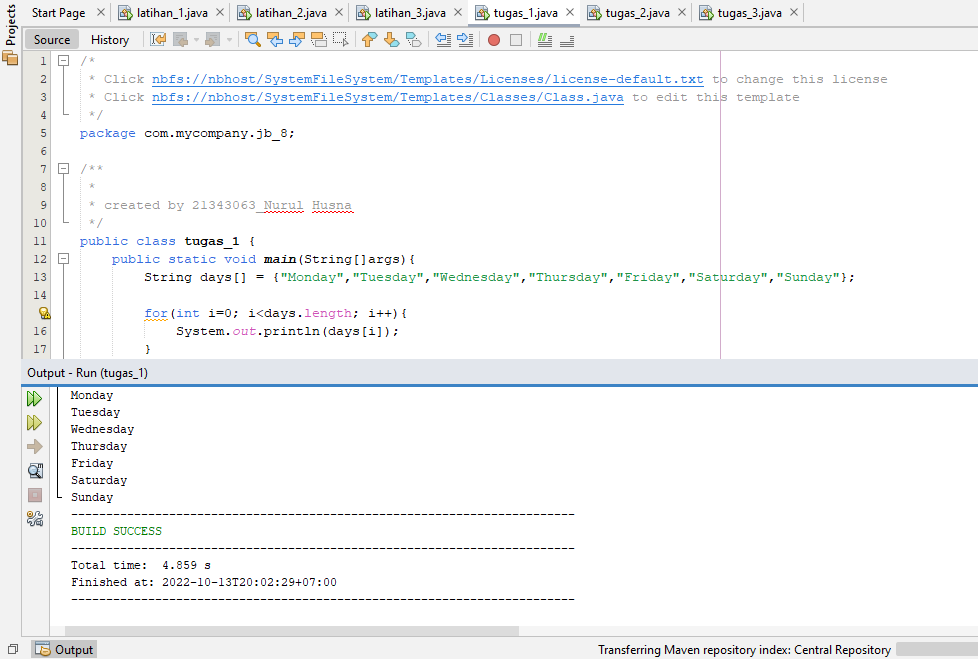 Projects
Start Page latihan_1.java latihan_2.java latihan_3.java tugas_1.java tugas_2.java tugas_3.java
Source History
1 /*
2 * Click nbfs://nbhost/SystemFileSystem/Templates/Licenses/license-default.txt to change this license
3 * Click nbfs://nbhost/SystemFileSystem/Templates/Classes/Class.java to edit this template
4 */
5 package com.mycompany.jb_8;
6
7 /**
8 *
9 * created by 21343063_Nurul Husna
10 */
11 public class tugas_1 {
12 public static void main(String[]args){
13 String days[] = {"Monday","Tuesday","Wednesday","Thursday","Friday","Saturday","Sunday"};
14
for(int i=0; i<days.length; i++){
16 System.out.println(days[i]);
17 }
Output - Run (tugas_1)
Monday
Tuesday
Wednesday
Thursday
Friday
Saturday
Sunday
------------------------------------------------------------------------
BUILD SUCCESS
------------------------------------------------------------------------
Total time:  4.859 s
Finished at: 2022-10-13T20:02:29+07:00
------------------------------------------------------------------------
Output Transferring Maven repository index: Central Repository